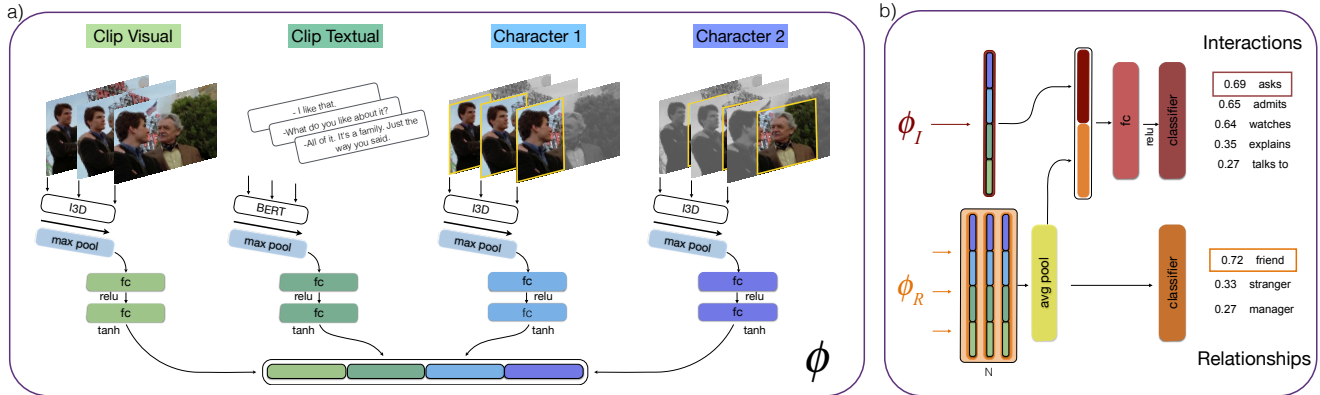 a)
Clip Visual
Clip Textual
Character 1
Character 2
- I like that.
-What do you like about it?
-All of it. It's a family. Just the
way you said.
I3D
BERT
I3D
I3D
max pool
max pool
max pool
max pool
fc
fc
fc
fc
relu
relu
relu
relu
fc
fc
fc
fc
tanh
tanh
tanh
tanh
ϕ
b)
Interactions
ϕI
fc
relu
classifier
0.69 asks
0.65 admits
0.64 watches
0.35 explains
0.27 talks to
ϕR
N
avg pool
classifier
0.72 friend
0.33 stranger
0.27 manager
Relationships